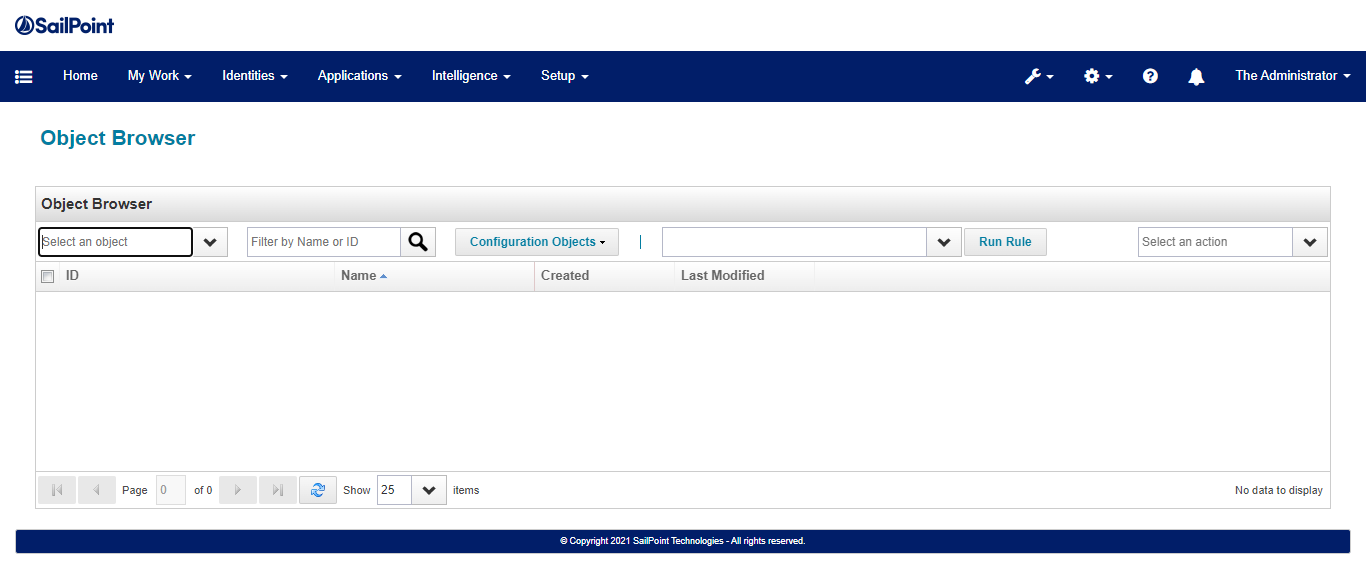 SailPoint
Home My Work Identities Applications Intelligence Setup The Administrator
Object Browser
Object Browser
Select an object Filter by Name or ID Configuration Objects | Run Rule Select an action
ID Name Created Last Modified
Page 0 of 0 Show 25 items No data to display
© Copyright 2021 SailPoint Technologies - All rights reserved.